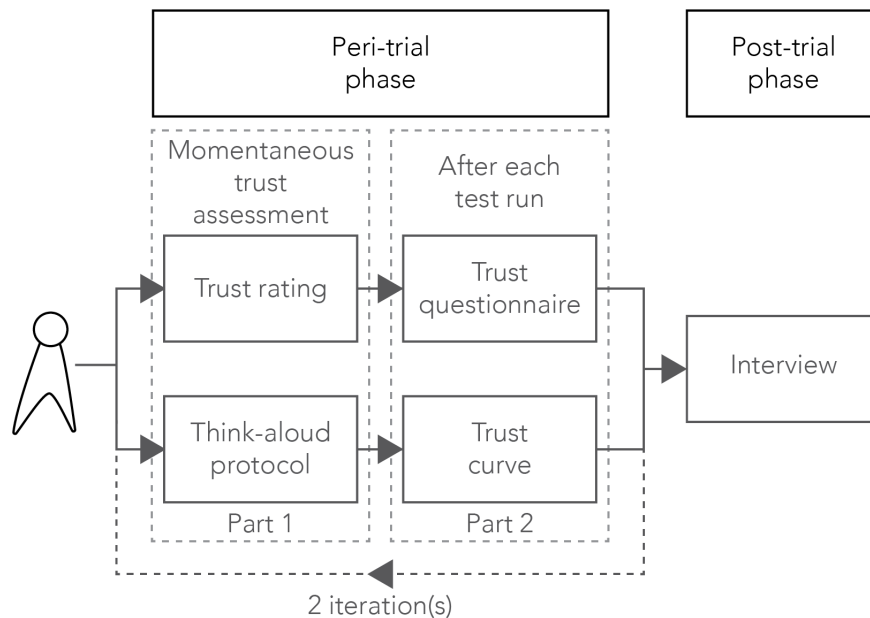 Peri-trial
phase
Post-trial
phase
Momentaneous
trust
assessment
After each
test run
Trust rating
Trust
questionnaire
Interview
Think-aloud
protocol
Trust
curve
Part 1
Part 2
2 iteration(s)